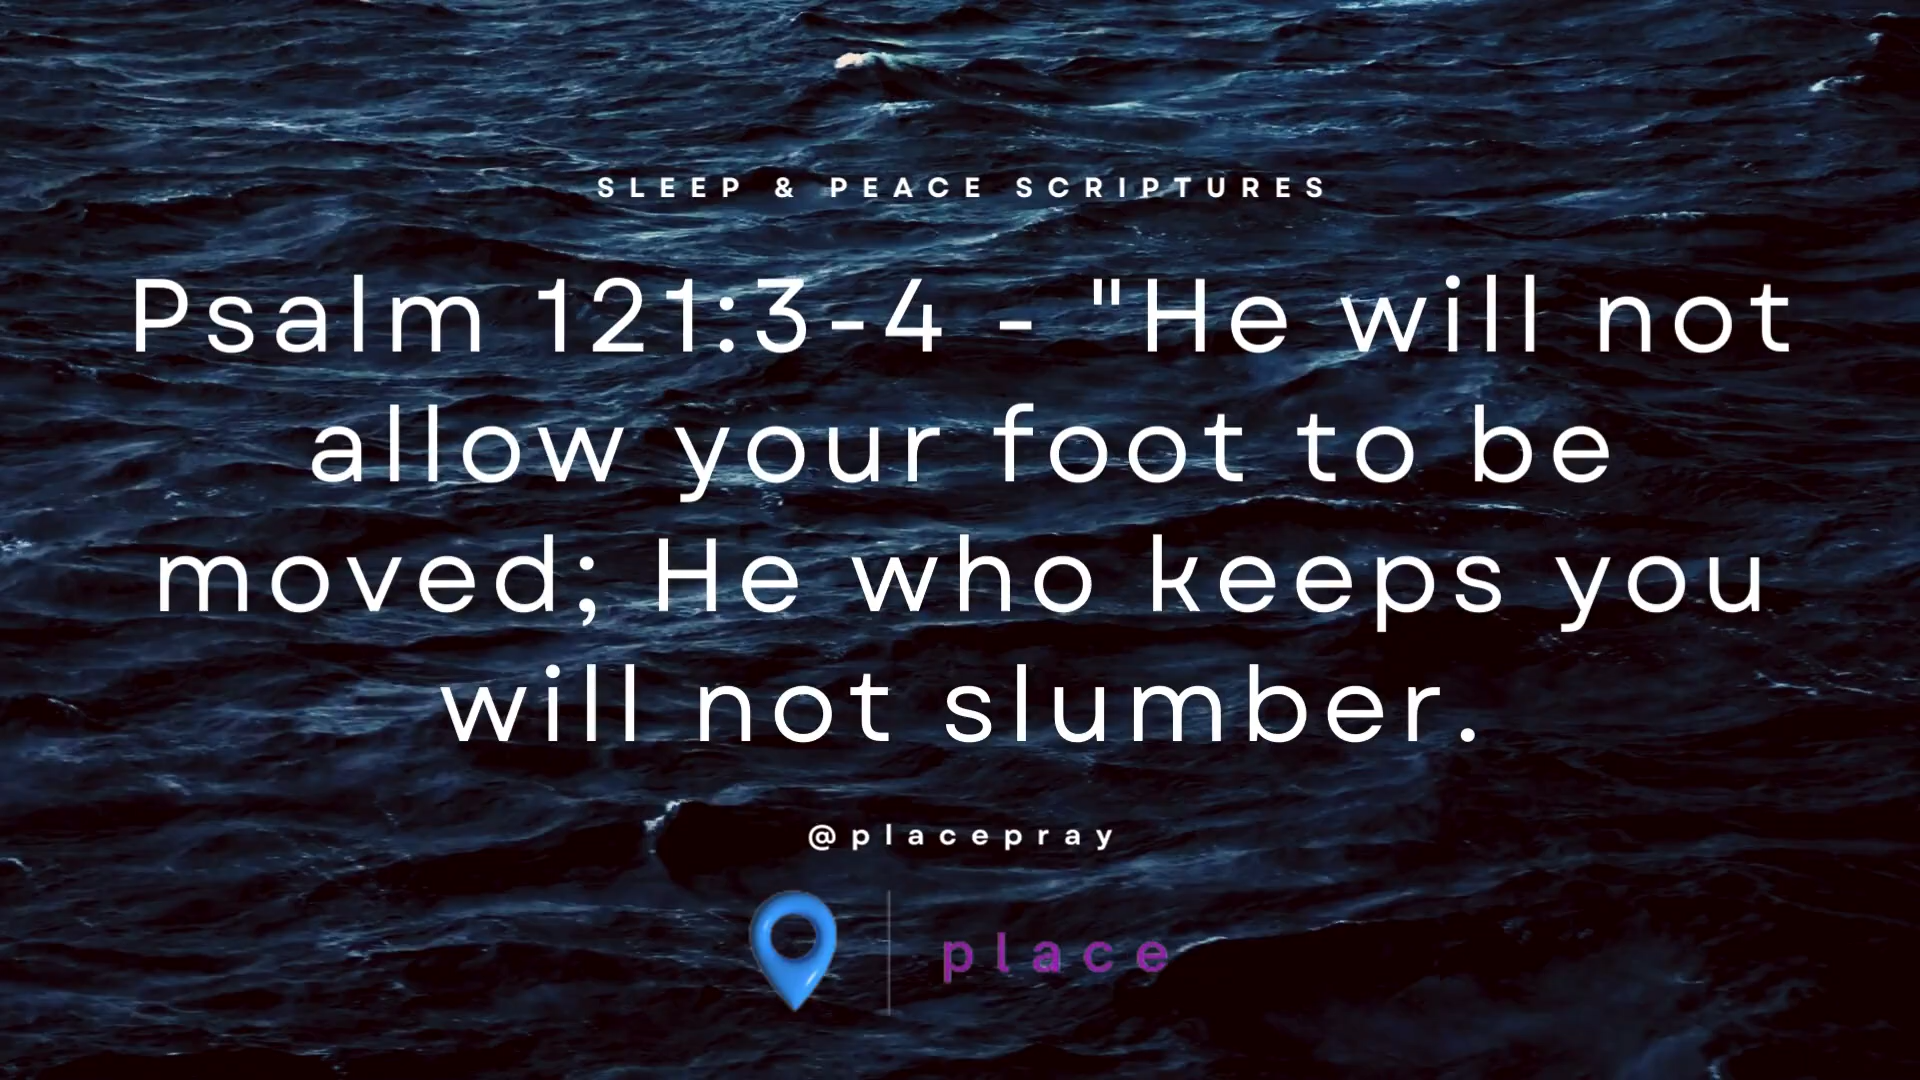 SLEEP & PEACE SCRIPTURES
Psalm 121:3-4 - "He will not
allow your foot to be
moved; He who keeps you
will not slumber.
@placepray
place